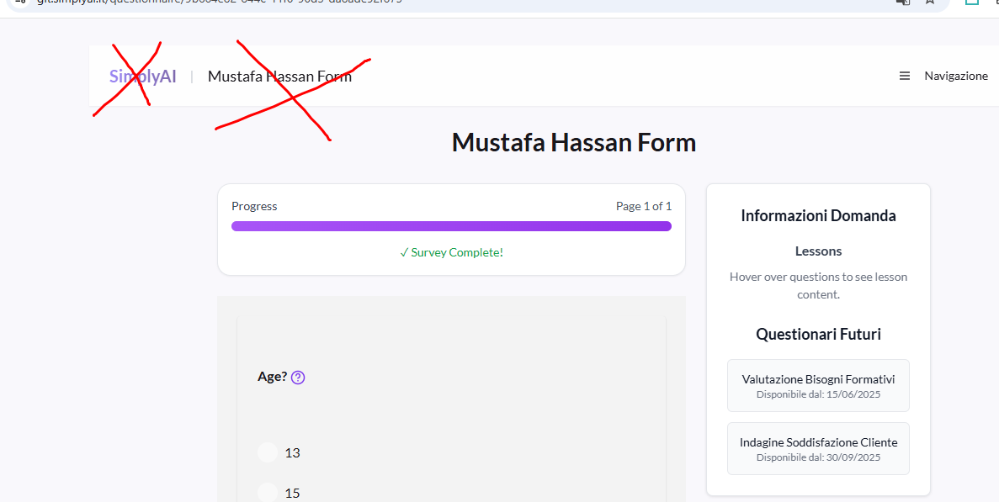 SimplyAI | Mustafa Hassan Form
Navigazione
Mustafa Hassan Form
Progress
Page 1 of 1
✓ Survey Complete!
Age?
13
15
Informazioni Domanda
Lessons
Hover over questions to see lesson
content.
Questionari Futuri
Valutazione Bisogni Formativi
Disponibile dal: 15/06/2025
Indagine Soddisfazione Cliente
Disponibile dal: 30/09/2025